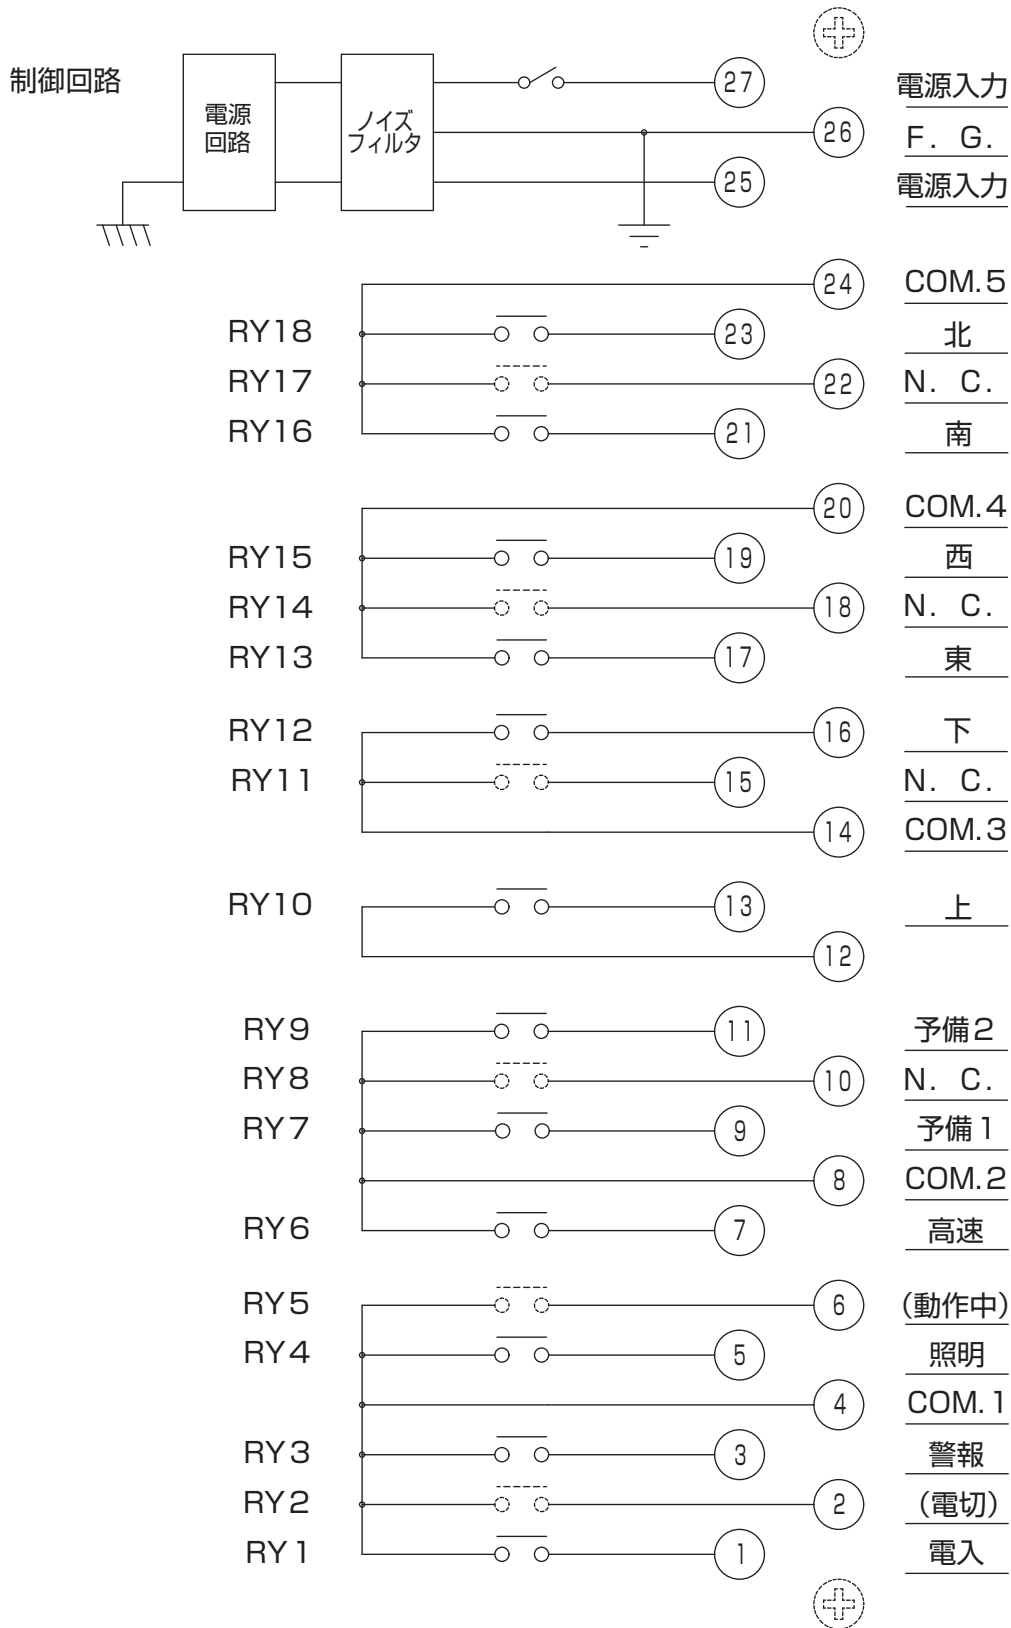 制御回路
電源
回路
ノイズ
フィルタ
27 電源入力
26 F. G.
25 電源入力
24 COM.5
RY18 23 北
RY17 22 N. C.
RY16 21 南
20 COM.4
RY15 19 西
RY14 18 N. C.
RY13 17 東
RY12 16 下
RY11 15 N. C.
14 COM.3
RY10 13 上
12
RY9 11 予備2
RY8 10 N. C.
RY7 9 予備1
8 COM.2
RY6 7 高速
RY5 6 (動作中)
RY4 5 照明
4 COM.1
RY3 3 警報
RY2 2 (電切)
RY1 1 電入